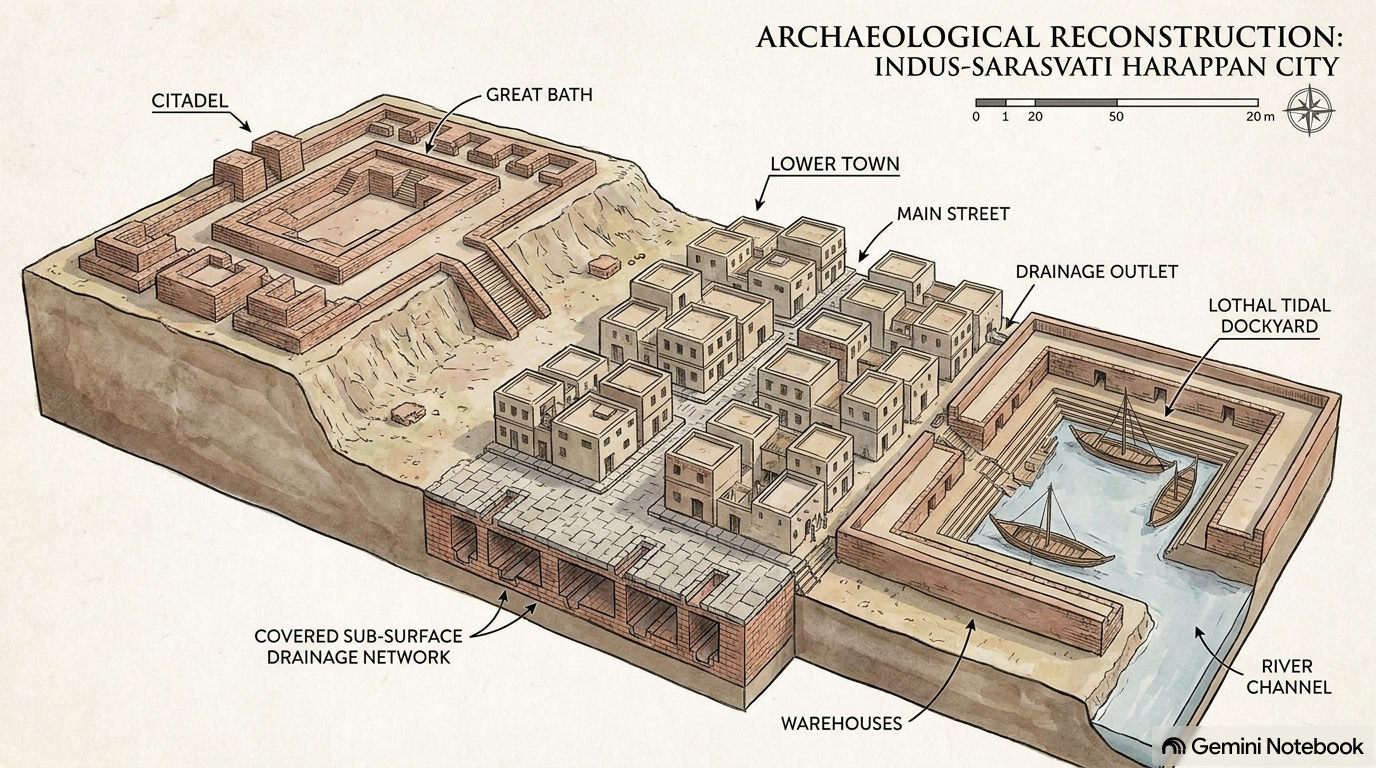 ARCHAEOLOGICAL RECONSTRUCTION:
INDUS-SARASVATI HARAPPAN CITY
0 1 20 50 20 m
CITADEL
GREAT BATH
LOWER TOWN
MAIN STREET
DRAINAGE OUTLET
LOTHAL TIDAL
DOCKYARD
COVERED SUB-SURFACE
DRAINAGE NETWORK
WAREHOUSES
RIVER
CHANNEL
Gemini Notebook